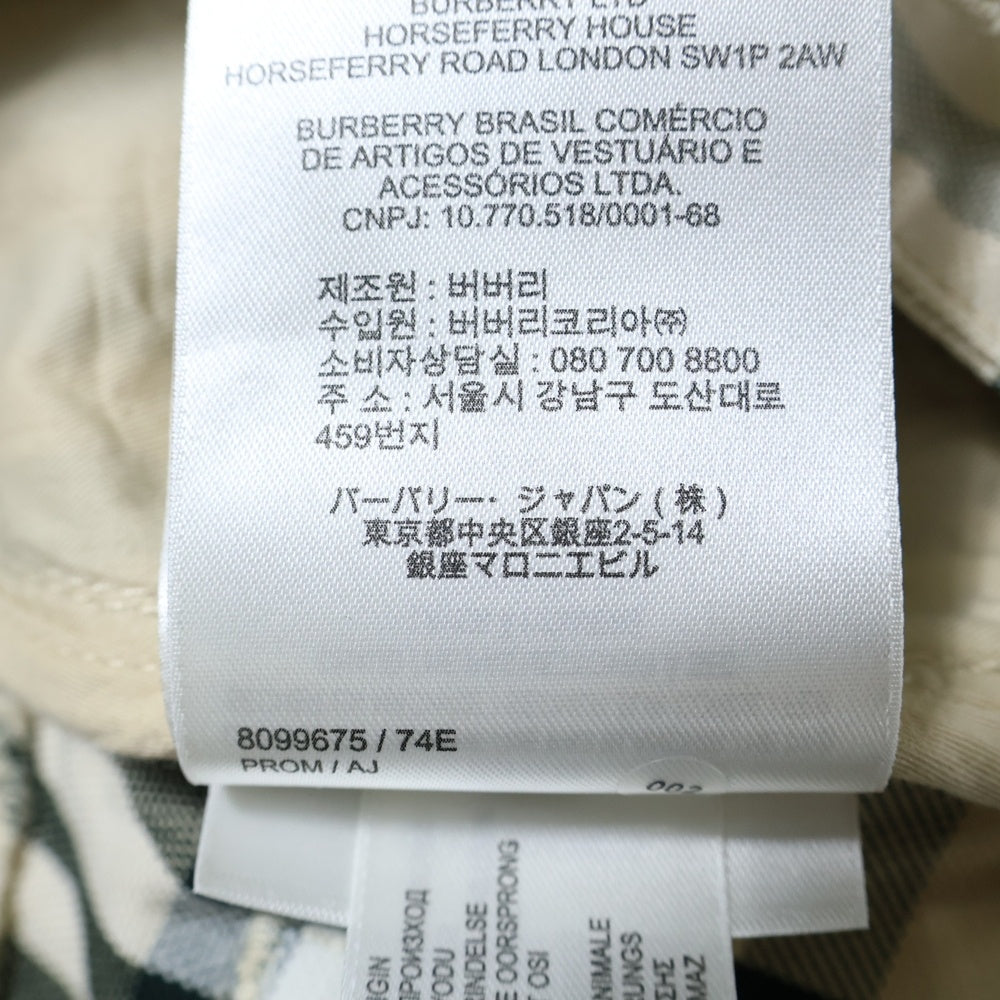 BURBERRY LTD
HORSEFERRY HOUSE
HORSEFERRY ROAD LONDON SW1P 2AW
BURBERRY BRASIL COMÉRCIO
DE ARTIGOS DE VESTUÁRIO E
ACESSÓRIOS LTDA.
CNPJ: 10.770.518/0001-68
제조원 : 버버리
수입원 : 버버리코리아㈜
소비자상담실 : 080 700 8800
주 소 : 서울시 강남구 도산대로
459번지
バーバリー・ジャパン ( 株 )
東京都中央区銀座2-5-14
銀座マロニエビル
8099675 / 74E
PROM / AJ
002
ПРОИЗХОД
E OORSPRONG